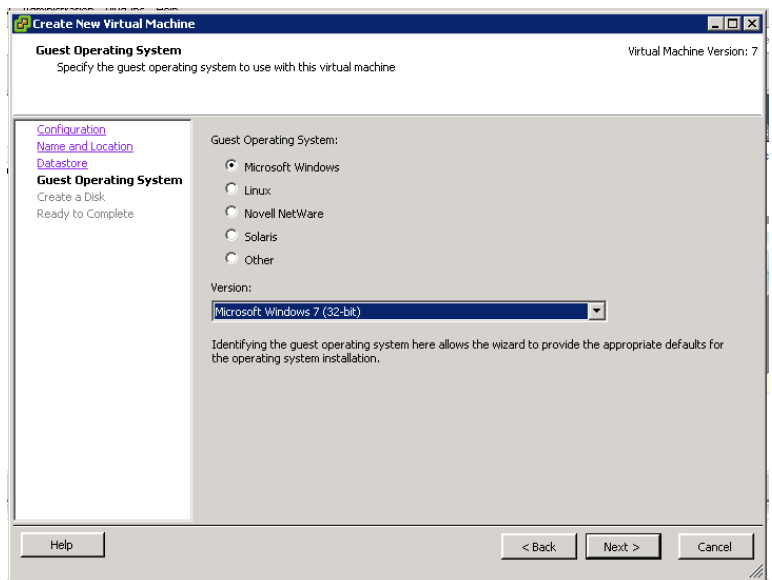 Create New Virtual Machine
Guest Operating System
Virtual Machine Version: 7
Specify the guest operating system to use with this virtual machine
Configuration
Name and Location
Datastore
Guest Operating System
Create a Disk
Ready to Complete
Guest Operating System:
Microsoft Windows
Linux
Novell NetWare
Solaris
Other
Version:
Microsoft Windows 7 (32-bit)
Identifying the guest operating system here allows the wizard to provide the appropriate defaults for
the operating system installation.
Help
< Back
Next >
Cancel